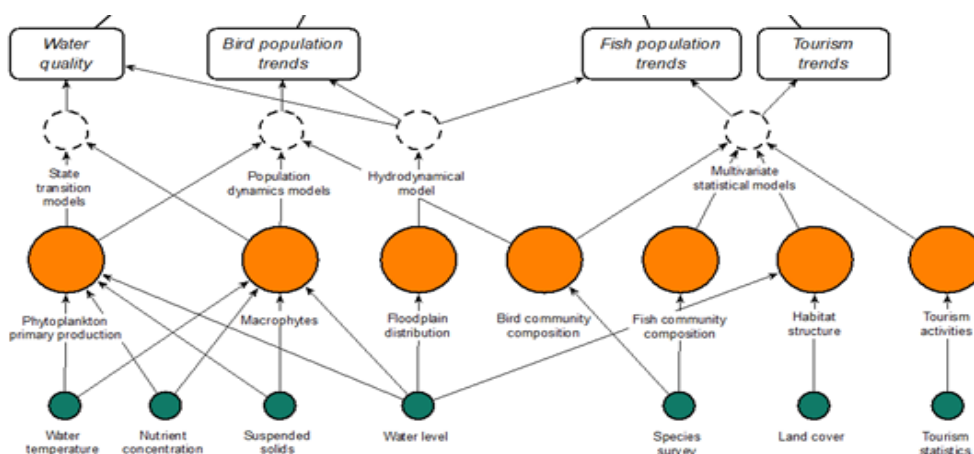 Water
quality
Bird population
trends
Fish population
trends
Tourism
trends
State
transition
models
Population
dynamics models
Hydrodynamical
model
Multivariate
statistical models
Phytoplankton
primary production
Macrophytes
Floodplain
distribution
Bird community
composition
Fish community
composition
Habitat
structure
Tourism
activities
Water
temperature
Nutrient
concentration
Suspended
solids
Water level
Species
survey
Land cover
Tourism
statistics